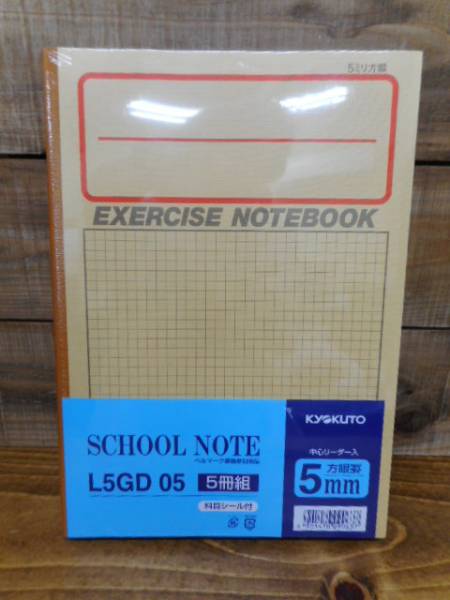 5ミリ方眼
EXERCISE NOTEBOOK
KYOKUTO
SCHOOL NOTE
中心リーダー入
L5GD 05 5冊組
方眼罫
5mm
科目シール付